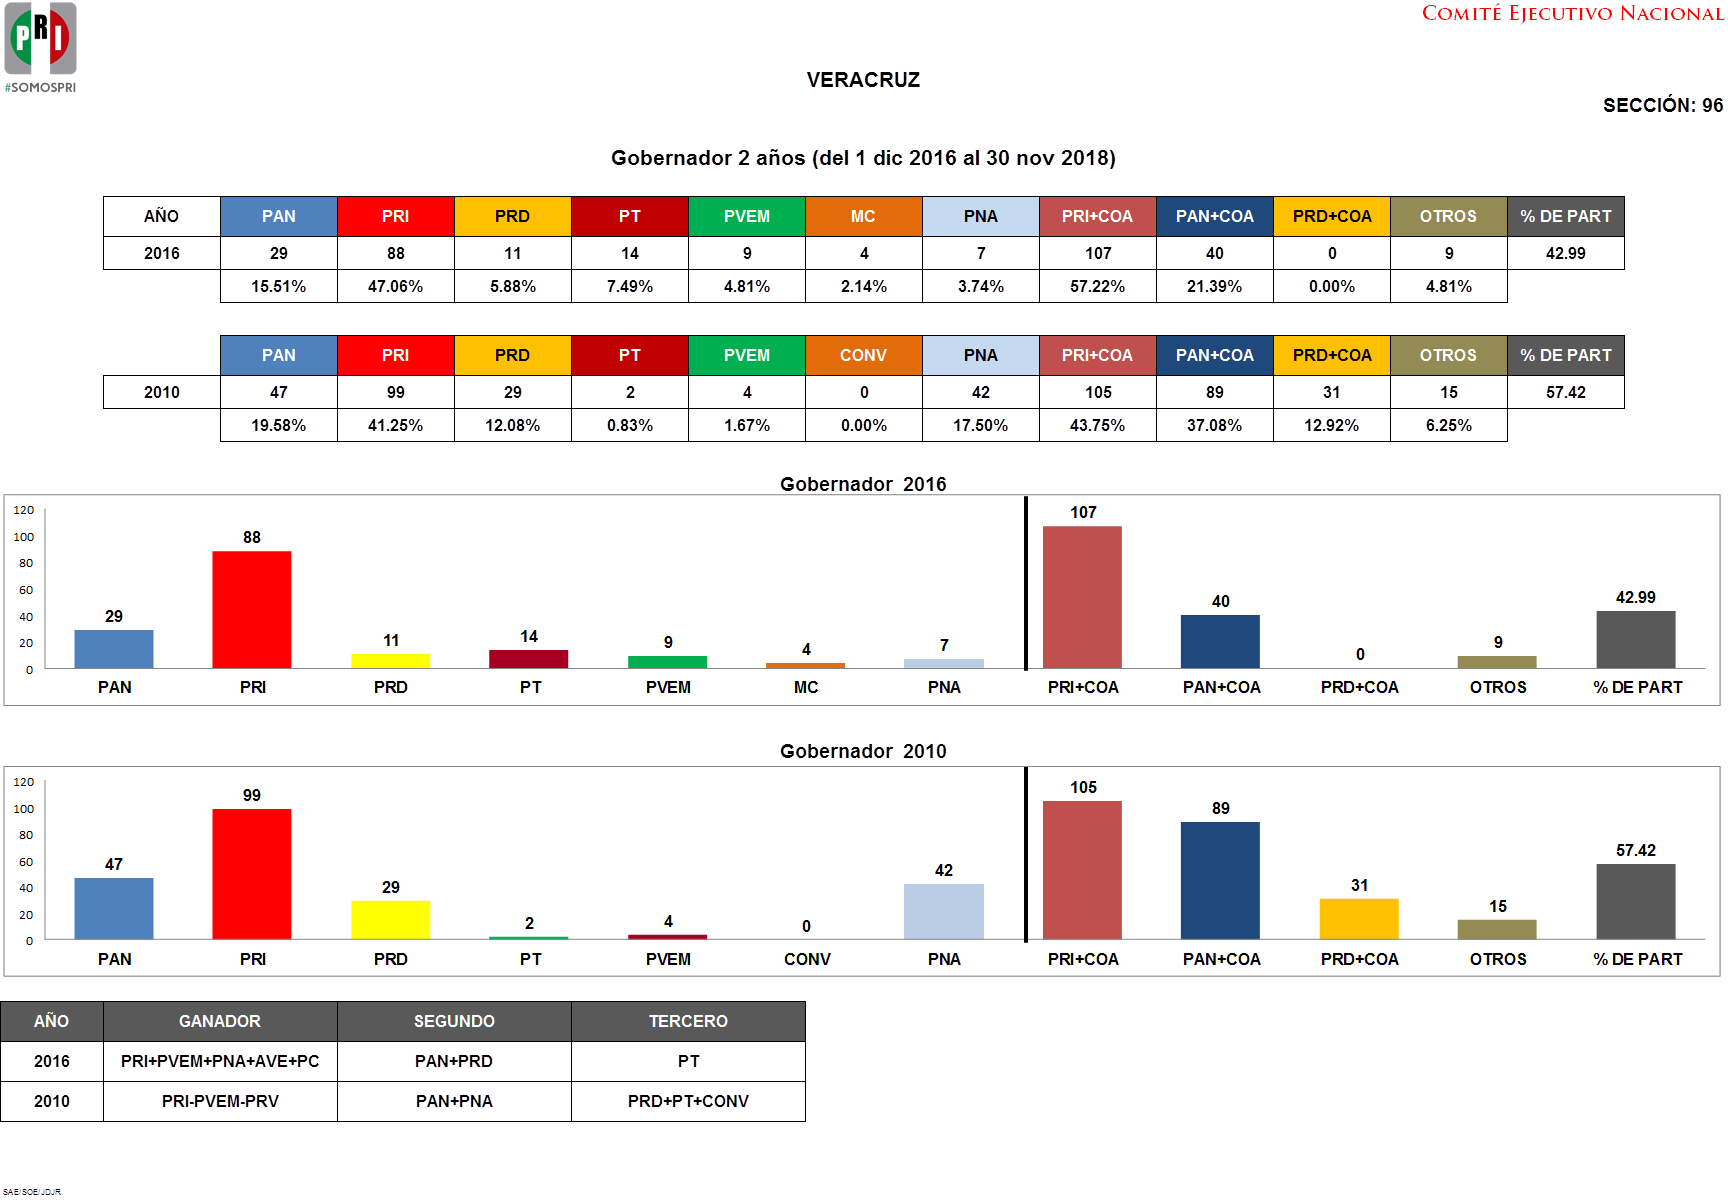 COMITÉ EJECUTIVO NACIONAL
PRI
#SOMOSPRI
VERACRUZ
SECCIÓN: 96
Gobernador 2 años (del 1 dic 2016 al 30 nov 2018)
AÑO PAN PRI PRD PT PVEM MC PNA PRI+COA PAN+COA PRD+COA OTROS % DE PART
2016 29 88 11 14 9 4 7 107 40 0 9 42.99
15.51% 47.06% 5.88% 7.49% 4.81% 2.14% 3.74% 57.22% 21.39% 0.00% 4.81%
PAN PRI PRD PT PVEM CONV PNA PRI+COA PAN+COA PRD+COA OTROS % DE PART
2010 47 99 29 2 4 0 42 105 89 31 15 57.42
19.58% 41.25% 12.08% 0.83% 1.67% 0.00% 17.50% 43.75% 37.08% 12.92% 6.25%
Gobernador 2016
120
100
80
60
40
20
0
29 88 11 14 9 4 7 107 40 0 9 42.99
PAN PRI PRD PT PVEM MC PNA PRI+COA PAN+COA PRD+COA OTROS % DE PART
Gobernador 2010
120
100
80
60
40
20
0
47 99 29 2 4 0 42 105 89 31 15 57.42
PAN PRI PRD PT PVEM CONV PNA PRI+COA PAN+COA PRD+COA OTROS % DE PART
AÑO GANADOR SEGUNDO TERCERO
2016 PRI+PVEM+PNA+AVE+PC PAN+PRD PT
2010 PRI-PVEM-PRV PAN+PNA PRD+PT+CONV
SAE/SOE/JDJR